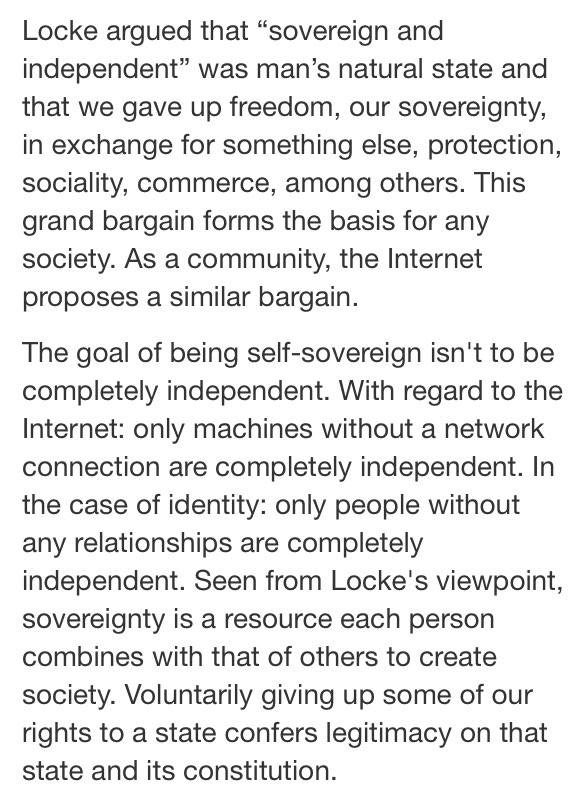 Locke argued that “sovereign and
independent” was man’s natural state and
that we gave up freedom, our sovereignty,
in exchange for something else, protection,
sociality, commerce, among others. This
grand bargain forms the basis for any
society. As a community, the Internet
proposes a similar bargain.
The goal of being self-sovereign isn't to be
completely independent. With regard to the
Internet: only machines without a network
connection are completely independent. In
the case of identity: only people without
any relationships are completely
independent. Seen from Locke's viewpoint,
sovereignty is a resource each person
combines with that of others to create
society. Voluntarily giving up some of our
rights to a state confers legitimacy on that
state and its constitution.